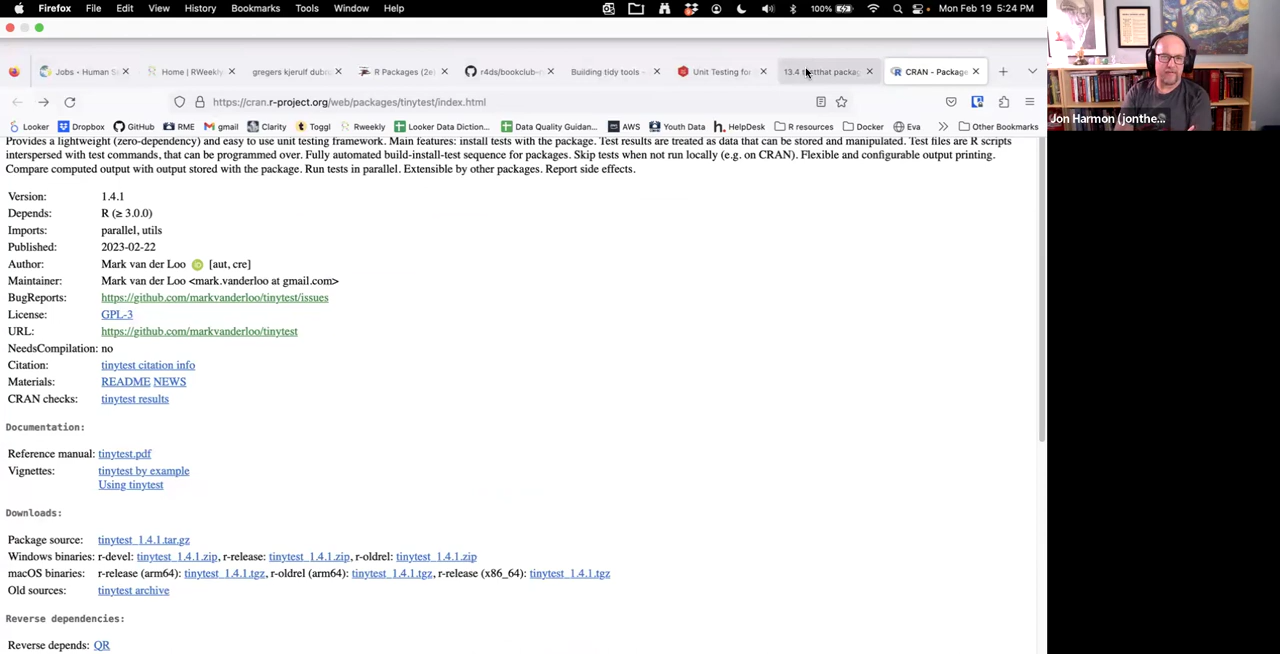 Firefox File Edit View History Bookmarks Tools Window Help 100% Mon Feb 19 5:24 PM
Jobs - Human S Home | RWeekly gregers kjerulf dubr R Packages (2e) r4ds/bookclub- Building tidy tools - Unit Testing for 13.4 testthat packag CRAN - Package
https://cran.r-project.org/web/packages/tinytest/index.html
Looker Dropbox GitHub RME gmail Clarity Toggl Rweekly Looker Data Diction... Data Quality Guidan... AWS Youth Data HelpDesk R resources Docker Eva Other Bookmarks
Jon Harmon (jonthe...
Provides a lightweight (zero-dependency) and easy to use unit testing framework. Main features: install tests with the package. Test results are treated as data that can be stored and manipulated. Test files are R scripts
interspersed with test commands, that can be programmed over. Fully automated build-install-test sequence for packages. Skip tests when not run locally (e.g. on CRAN). Flexible and configurable output printing.
Compare computed output with output stored with the package. Run tests in parallel. Extensible by other packages. Report side effects.
Version: 1.4.1
Depends: R (≥ 3.0.0)
Imports: parallel, utils
Published: 2023-02-22
Author: Mark van der Loo iD [aut, cre]
Maintainer: Mark van der Loo <mark.vanderloo at gmail.com>
BugReports: https://github.com/markvanderloo/tinytest/issues
License: GPL-3
URL: https://github.com/markvanderloo/tinytest
NeedsCompilation: no
Citation: tinytest citation info
Materials: README NEWS
CRAN checks: tinytest results
Documentation:
Reference manual: tinytest.pdf
Vignettes: tinytest by example
Using tinytest
Downloads:
Package source: tinytest_1.4.1.tar.gz
Windows binaries: r-devel: tinytest_1.4.1.zip, r-release: tinytest_1.4.1.zip, r-oldrel: tinytest_1.4.1.zip
macOS binaries: r-release (arm64): tinytest_1.4.1.tgz, r-oldrel (arm64): tinytest_1.4.1.tgz, r-release (x86_64): tinytest_1.4.1.tgz
Old sources: tinytest archive
Reverse dependencies:
Reverse depends: QR